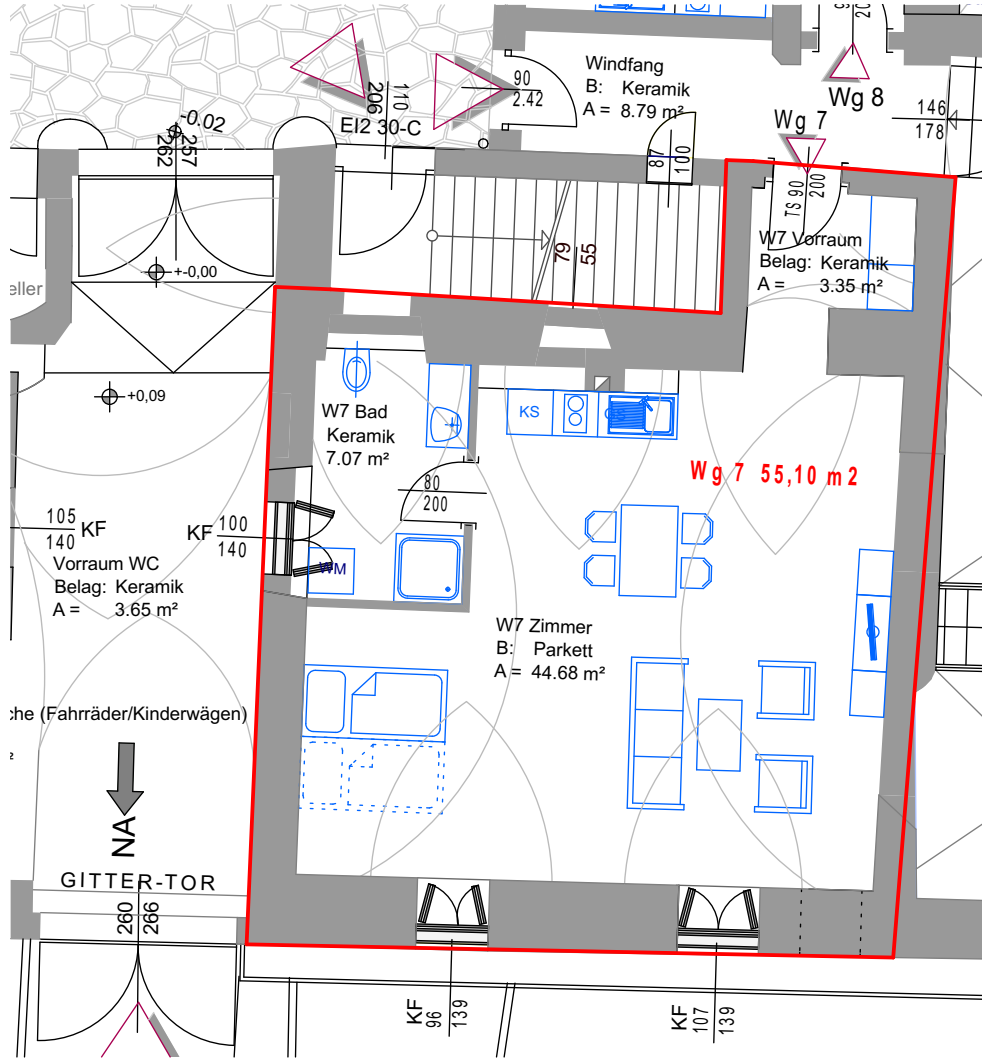 Windfang
B: Keramik
A = 8.79 m²
90
2.42
110
206
EI2 30-C
-0.02
257
262
87
100
Wg 8
Wg 7
146
178
TS 90
200
W7 Vorraum
Belag: Keramik
A = 3.35 m²
79
55
+-0,00
eller
+0,09
W7 Bad
Keramik
7.07 m²
KS
Wg 7 55,10 m2
80
200
105
140
KF
KF
100
140
WM
Vorraum WC
Belag: Keramik
A = 3.65 m²
W7 Zimmer
B: Parkett
A = 44.68 m²
che (Fahrräder/Kinderwägen)
²
NA
GITTER-TOR
260
266
KF
96
139
KF
107
139